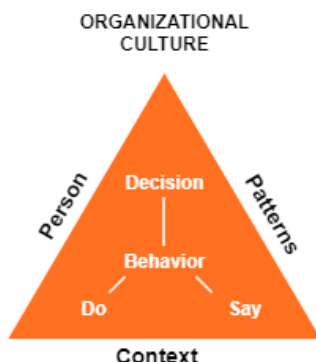 ORGANIZATIONAL
CULTURE
Decision
Person
Patterns
Behavior
Do
Say
Context